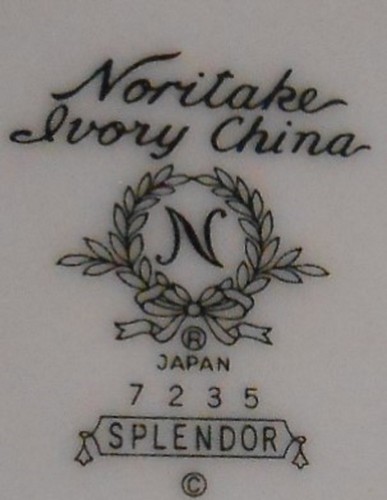 Noritake
Ivory China
N
®
JAPAN
7235
SPLENDOR
©